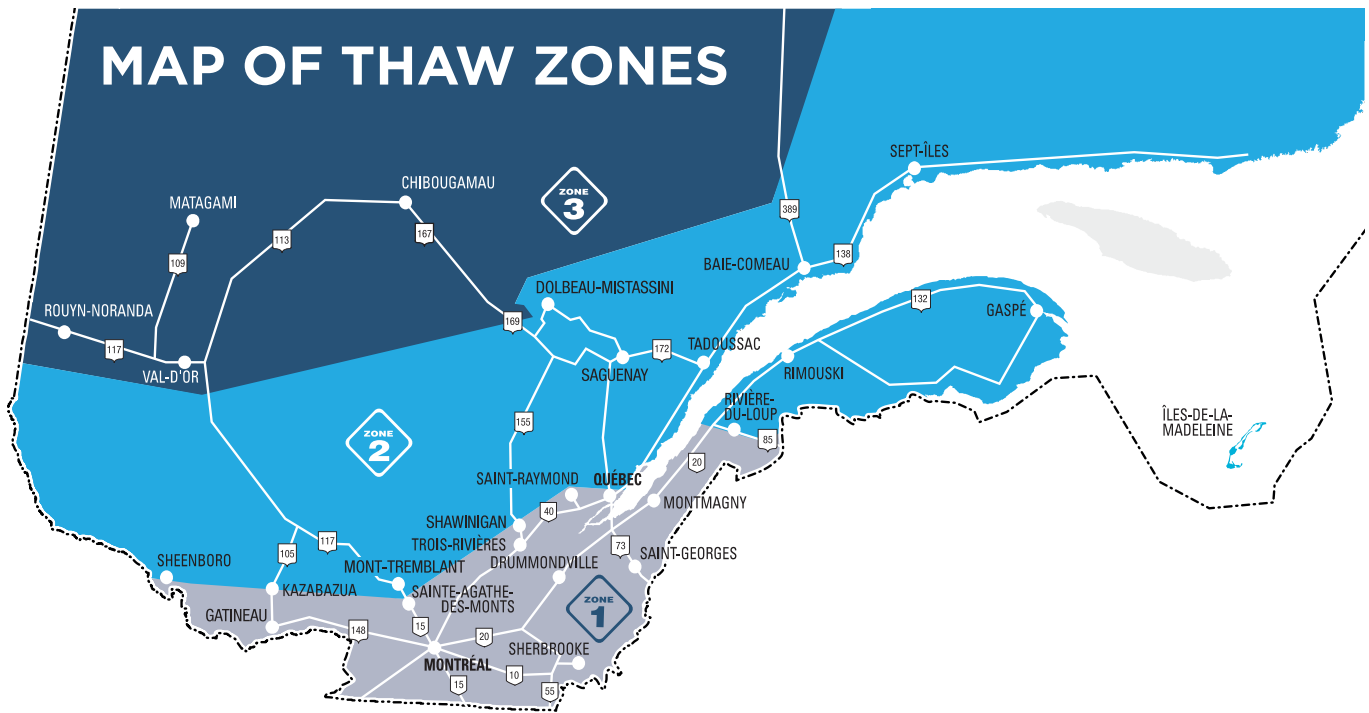 MAP OF THAW ZONES
SEPT-ÎLES
CHIBOUGAMAU
ZONE
3
MATAGAMI
389
113
167
138
109
BAIE-COMEAU
DOLBEAU-MISTASSINI
132
ROUYN-NORANDA
GASPÉ
169
117
172
TADOUSSAC
VAL-D'OR
SAGUENAY
RIMOUSKI
RIVIÈRE-
DU-LOUP
155
ÎLES-DE-LA-
MADELEINE
ZONE
2
85
20
SAINT-RAYMOND
QUÉBEC
MONTMAGNY
40
SHAWINIGAN
TROIS-RIVIÈRES
117
105
73
SAINT-GEORGES
SHEENBORO
MONT-TREMBLANT
DRUMMONDVILLE
KAZABAZUA
SAINTE-AGATHE-
DES-MONTS
ZONE
1
GATINEAU
148
15
20
SHERBROOKE
MONTRÉAL
10
15
55